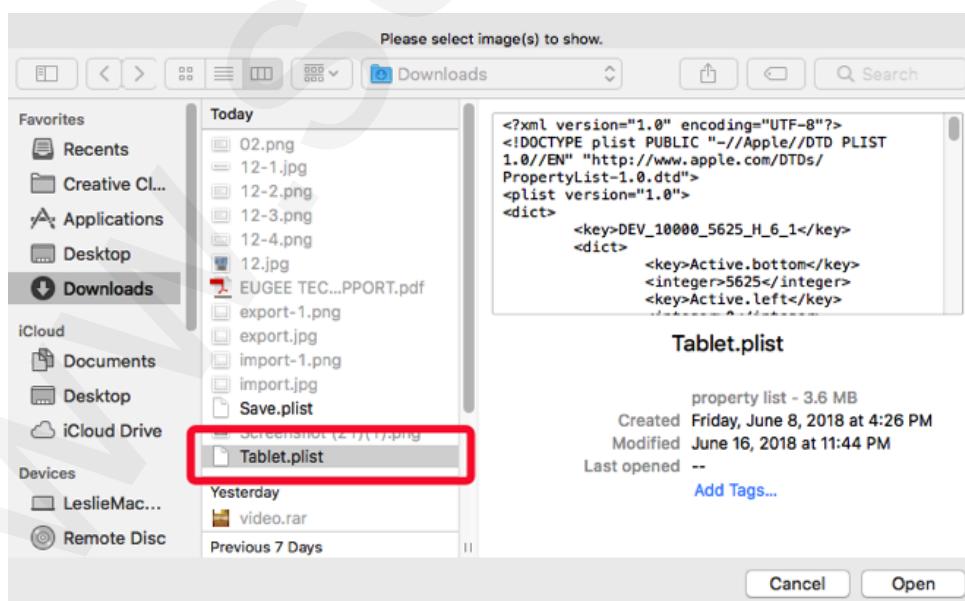 Please select image(s) to show.
Downloads
Search
Favorites
Recents
Creative Cl...
Applications
Desktop
Downloads
iCloud
Documents
Desktop
iCloud Drive
Devices
LeslieMac...
Remote Disc
Today
02.png
12-1.jpg
12-2.png
12-3.png
12-4.png
12.jpg
EUGEE TEC...PPORT.pdf
export-1.png
export.jpg
import-1.png
import.jpg
Save.plist
Screenshot (21)(1).png
Tablet.plist
Yesterday
video.rar
Previous 7 Days
<?xml version="1.0" encoding="UTF-8"?>
<!DOCTYPE plist PUBLIC "-//Apple//DTD PLIST
1.0//EN" "http://www.apple.com/DTDs/
PropertyList-1.0.dtd">
<plist version="1.0">
<dict>
<key>DEV_10000_5625_H_6_1</key>
<dict>
<key>Active.bottom</key>
<integer>5625</integer>
<key>Active.left</key>
Tablet.plist
property list - 3.6 MB
Created Friday, June 8, 2018 at 4:26 PM
Modified June 16, 2018 at 11:44 PM
Last opened --
Add Tags...
Cancel
Open